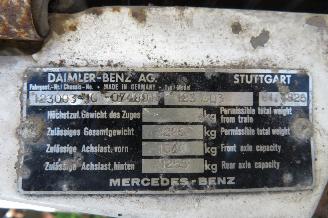 DAIMLER-BENZ AG. STUTTGART
Fahrgest.-Nr./Chassis-No. • MADE IN GERMANY • Typ/Model
Höchstzul. Gewicht des Zuges kg Permissible total weight from train
Zulässiges Gesamtgewicht kg Permissible total weight
Zulässige Achslast, vorn kg Front axle capacity
Zulässige Achslast, hinten kg Rear axle capacity
MERCEDES-BENZ